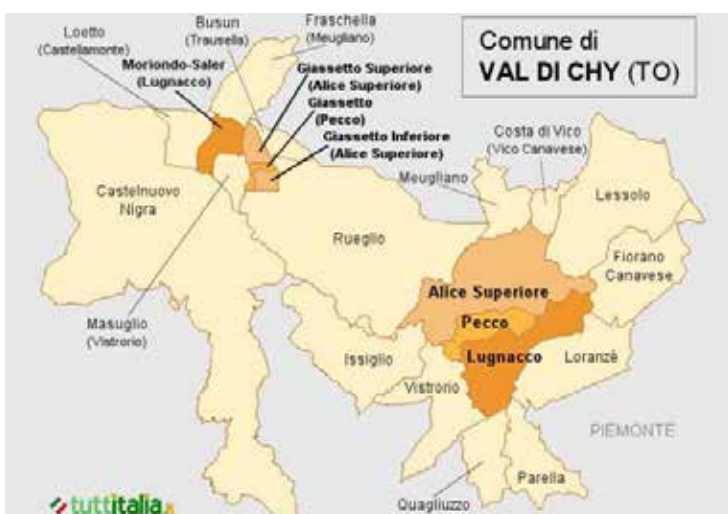 Loetto
(Castellamonte)
Busun
(Trausella)
Fraschella
(Meugliano)
Comune di
VAL DI CHY (TO)
Moriondo-Saler
(Lugnacco)
Giassetto Superiore
(Alice Superiore)
Giassetto
(Pecco)
Giassetto Inferiore
(Alice Superiore)
Costa di Vico
(Vico Canavese)
Meugliano
Lessolo
Castelnuovo
Nigra
Rueglio
Fiorano
Canavese
Alice Superiore
Pecco
Masuglio
(Vistrorio)
Issiglio
Lugnacco
Loranzè
Vistrorio
PIEMONTE
Parella
Quagliuzzo
tuttitalia